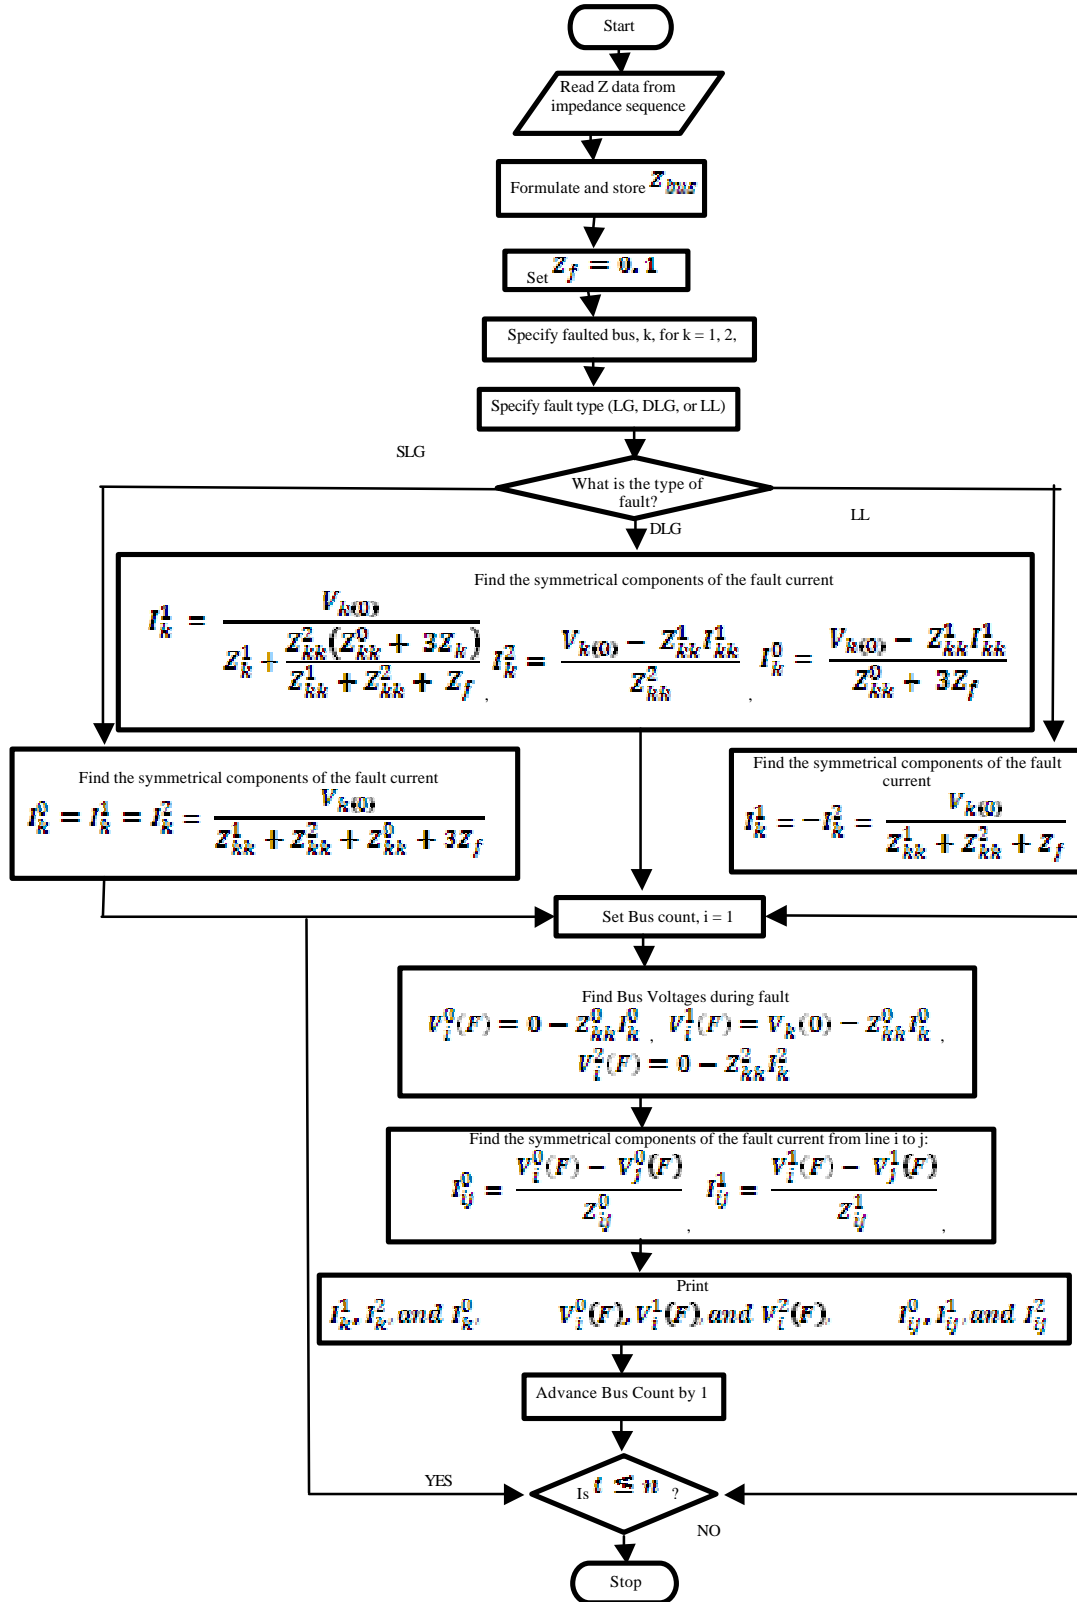 Start
Read Z data from
impedance sequence
Formulate and store Z_bus
Set Z_f = 0.1
Specify faulted bus, k, for k = 1, 2,
Specify fault type (LG, DLG, or LL)
SLG
What is the type of
fault?
LL
DLG
Find the symmetrical components of the fault current
I_k^1 = V_k(0) / (Z_k^1 + Z_kk^2(Z_kk^0 + 3Z_k) / (Z_kk^1 + Z_kk^2 + Z_f)) , I_k^2 = (V_k(0) − Z_kk^1 I_kk^1) / Z_kk^2 , I_k^0 = (V_k(0) − Z_kk^1 I_kk^1) / (Z_kk^0 + 3Z_f)
Find the symmetrical components of the fault current
I_k^0 = I_k^1 = I_k^2 = V_k(0) / (Z_kk^1 + Z_kk^2 + Z_kk^0 + 3Z_f)
Find the symmetrical components of the fault
current
I_k^1 = −I_k^2 = V_k(0) / (Z_kk^1 + Z_kk^2 + Z_f)
Set Bus count, i = 1
Find Bus Voltages during fault
V_i^0(F) = 0 − Z_kk^0 I_k^0 , V_i^1(F) = V_k(0) − Z_kk^0 I_k^0 ,
V_i^2(F) = 0 − Z_kk^2 I_k^2
Find the symmetrical components of the fault current from line i to j:
I_ij^0 = (V_i^0(F) − V_j^0(F)) / Z_ij^0 , I_ij^1 = (V_i^1(F) − V_j^1(F)) / Z_ij^1 ,
Print
I_k^1, I_k^2, and I_k^0, V_i^0(F), V_i^1(F) and V_i^2(F), I_ij^0, I_ij^1, and I_ij^2
Advance Bus Count by 1
YES
Is i ≤ n ?
NO
Stop